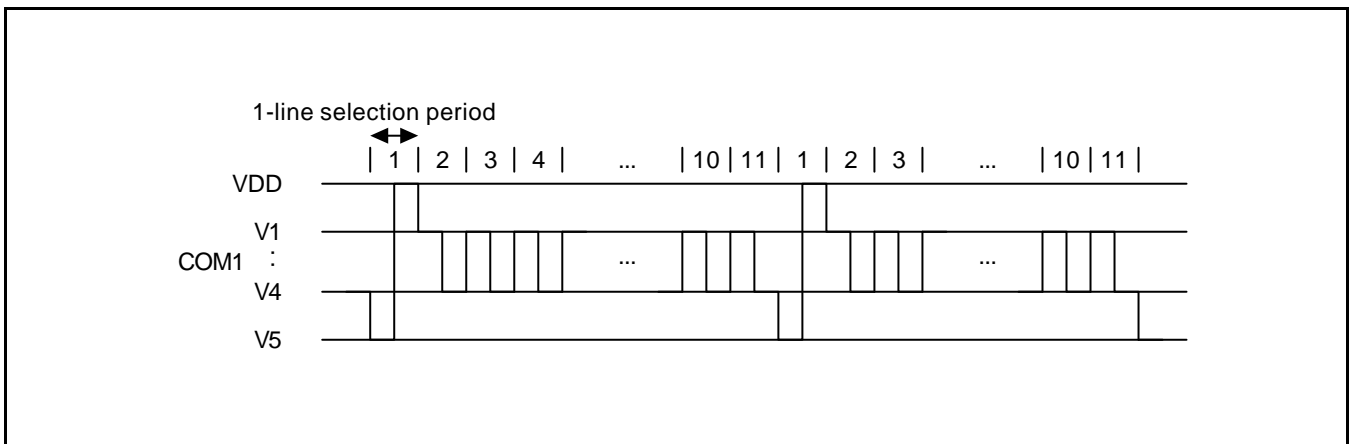 1-line selection period
| 1 | 2 | 3 | 4 | ... | 10 | 11 | 1 | 2 | 3 | ... | 10 | 11 |
VDD
V1
COM1 : ... ...
V4
V5